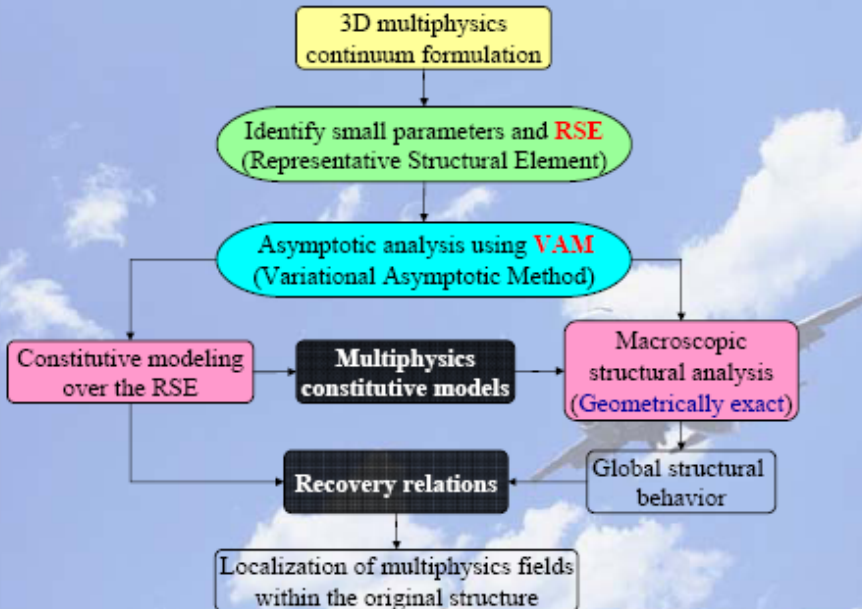 3D multiphysics
continuum formulation
Identify small parameters and RSE
(Representative Structural Element)
Asymptotic analysis using VAM
(Variational Asymptotic Method)
Constitutive modeling
over the RSE
Multiphysics
constitutive models
Macroscopic
structural analysis
(Geometrically exact)
Recovery relations
Global structural
behavior
Localization of multiphysics fields
within the original structure